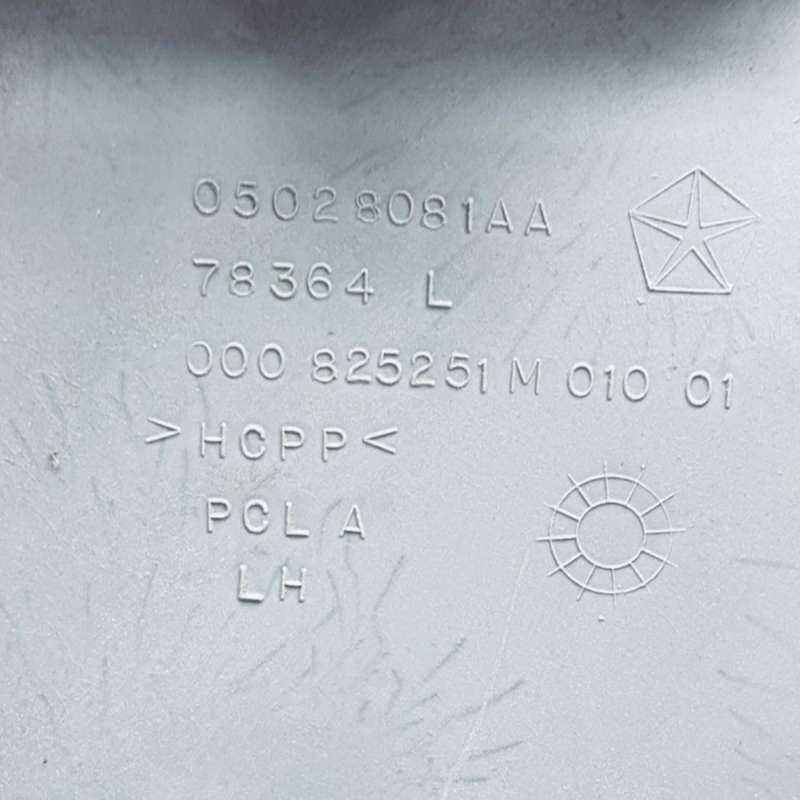 05028081AA
78364 L
000 825251M 010 01
>HCPP<
PCL A
LH